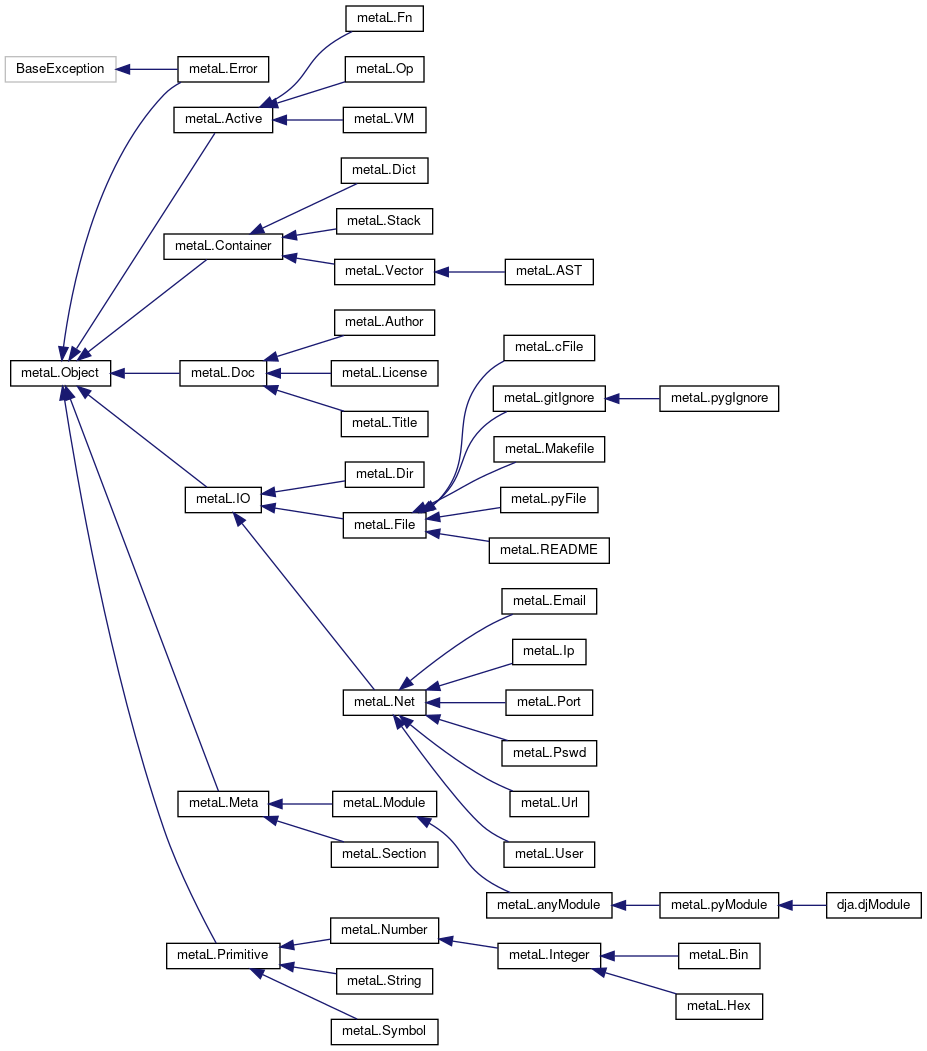 metaL.Fn
BaseException
metaL.Error
metaL.Op
metaL.Active
metaL.VM
metaL.Dict
metaL.Stack
metaL.Container
metaL.Vector
metaL.AST
metaL.Author
metaL.cFile
metaL.Object
metaL.Doc
metaL.License
metaL.gitIgnore
metaL.pygIgnore
metaL.Title
metaL.Makefile
metaL.Dir
metaL.IO
metaL.pyFile
metaL.File
metaL.README
metaL.Email
metaL.Ip
metaL.Net
metaL.Port
metaL.Pswd
metaL.Meta
metaL.Module
metaL.Url
metaL.Section
metaL.User
metaL.anyModule
metaL.pyModule
dja.djModule
metaL.Number
metaL.Primitive
metaL.Integer
metaL.Bin
metaL.String
metaL.Hex
metaL.Symbol